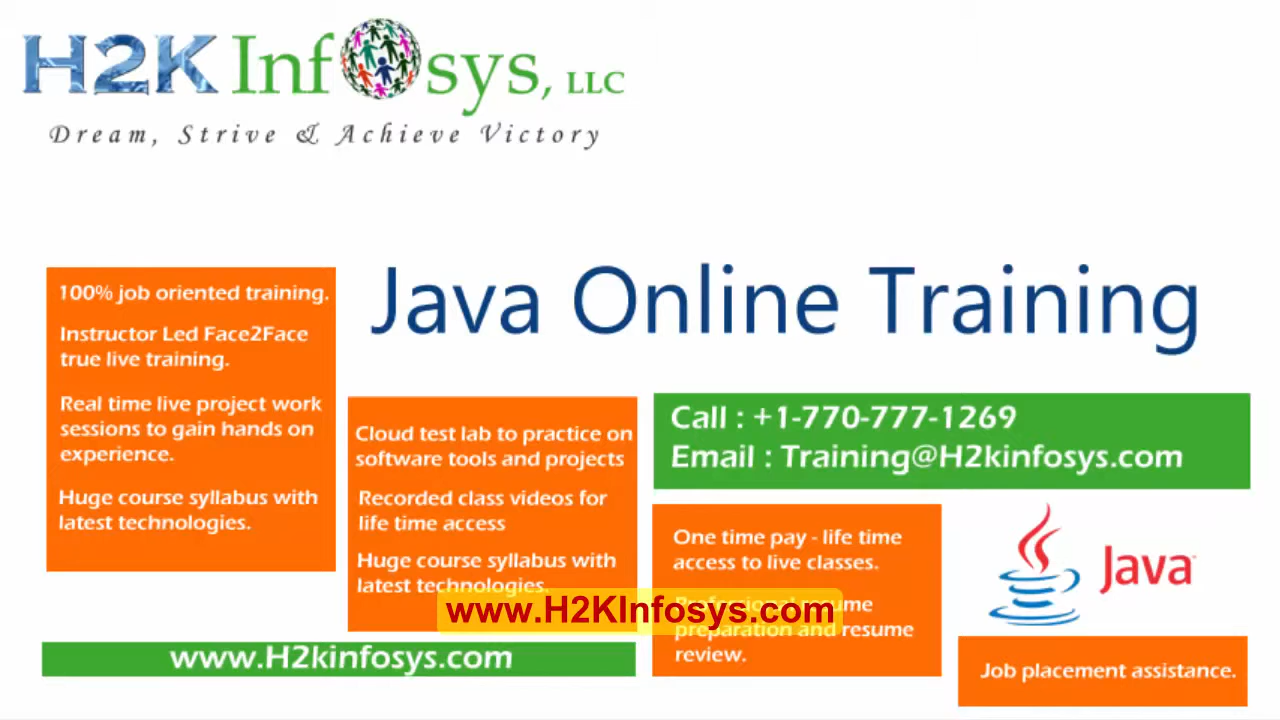 H2K Infosys, LLC
Dream, Strive & Achieve Victory
Java Online Training
100% job oriented training.
Instructor Led Face2Face
true live training.
Real time live project work
sessions to gain hands on
experience.
Huge course syllabus with
latest technologies.
Cloud test lab to practice on
software tools and projects
Recorded class videos for
life time access
Huge course syllabus with
latest technologies.
Call : +1-770-777-1269
Email : Training@H2kinfosys.com
One time pay - life time
access to live classes.
Professional resume
preparation and resume
review.
Java™
Job placement assistance.
www.H2KInfosys.com
www.H2kinfosys.com